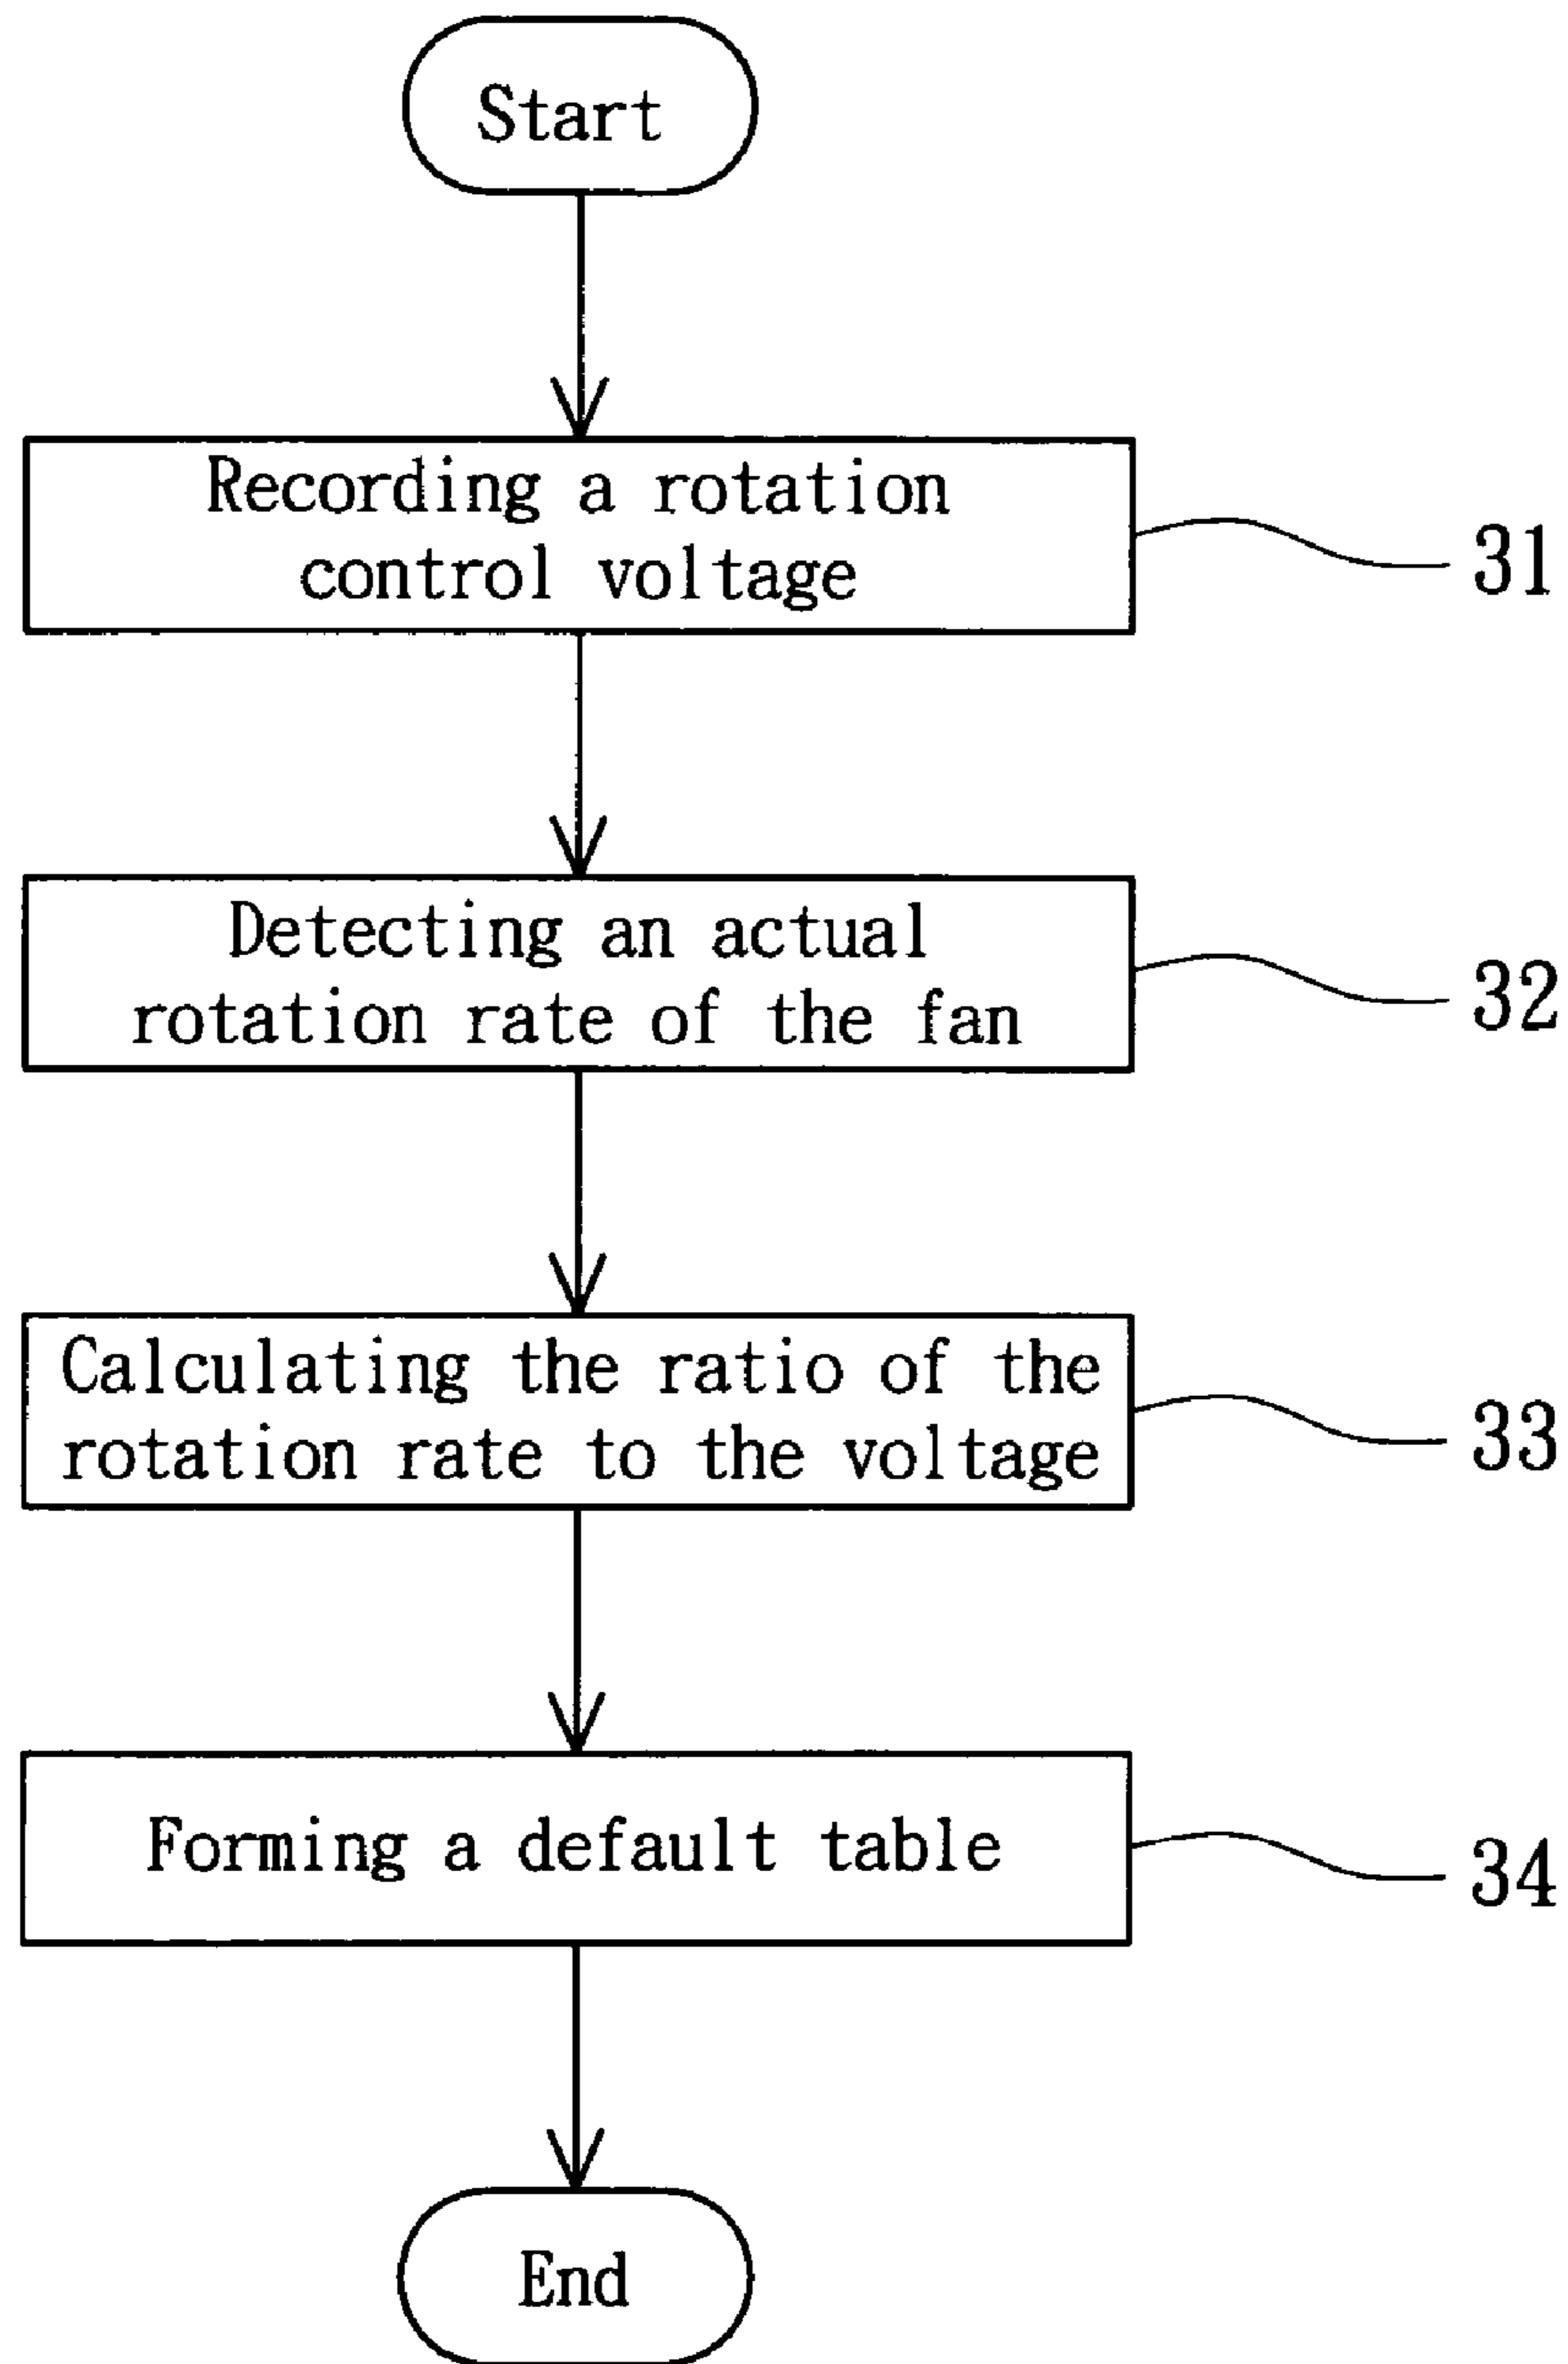 Start
Recording a rotation
control voltage
31
Detecting an actual
rotation rate of the fan
32
Calculating the ratio of the
rotation rate to the voltage
33
Forming a default table
34
End